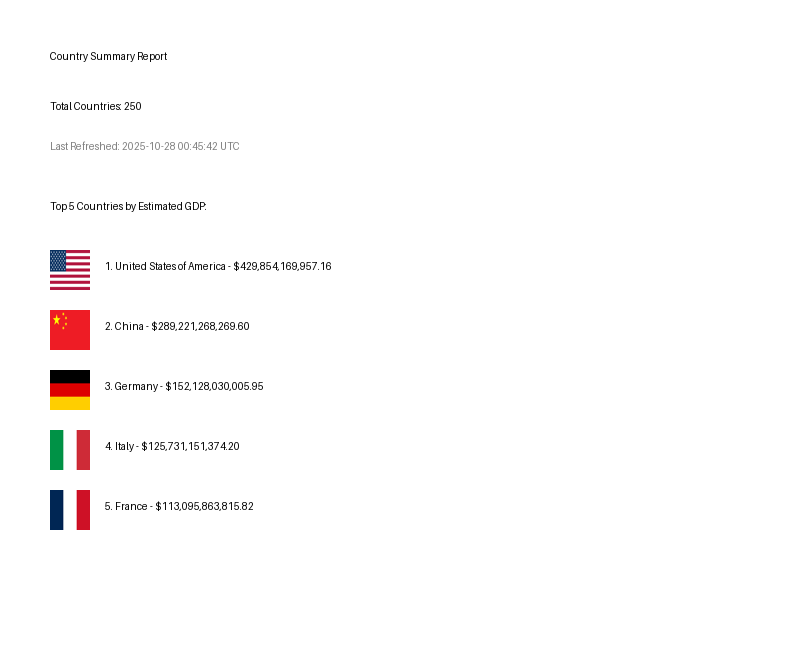 Country Summary Report
Total Countries: 250
Last Refreshed: 2025-10-28 00:45:42 UTC
Top 5 Countries by Estimated GDP:
1. United States of America - $429,854,169,957.16
2. China - $289,221,268,269.60
3. Germany - $152,128,030,005.95
4. Italy - $125,731,151,374.20
5. France - $113,095,863,815.82